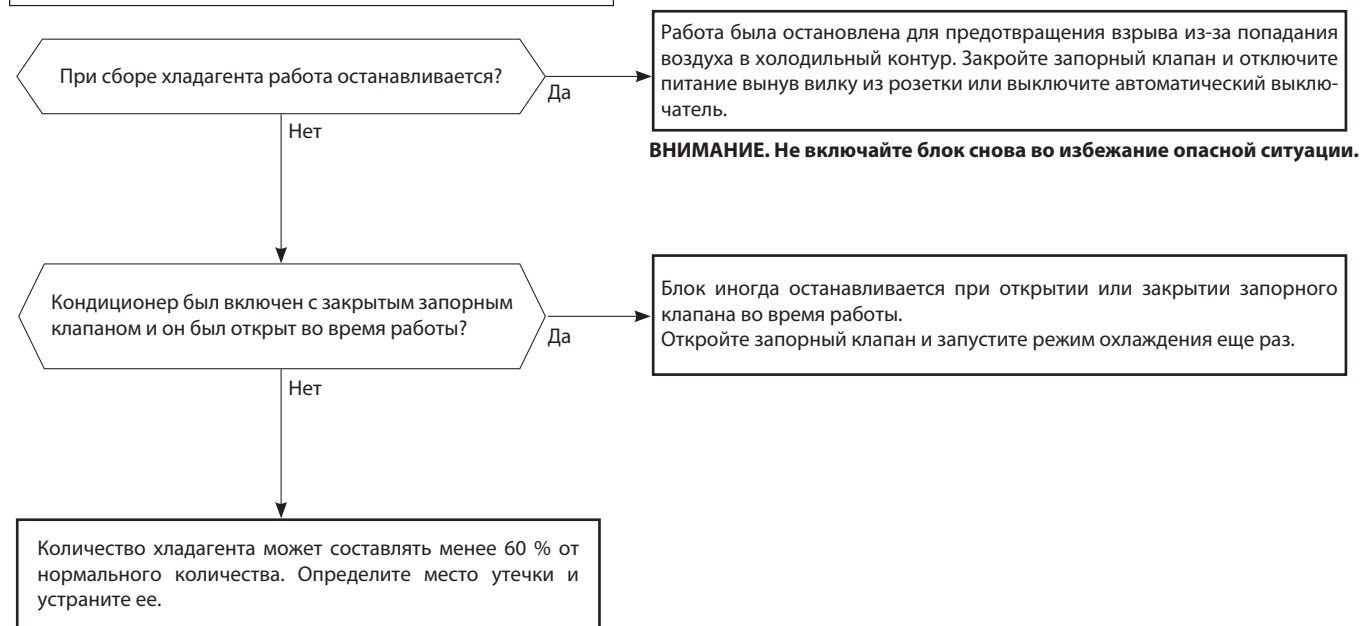 При сборе хладагента работа останавливается?
Да
Работа была остановлена для предотвращения взрыва из-за попадания
воздуха в холодильный контур. Закройте запорный клапан и отключите
питание вынув вилку из розетки или выключите автоматический выклю-
чатель.
ВНИМАНИЕ. Не включайте блок снова во избежание опасной ситуации.
Нет
Кондиционер был включен с закрытым запорным
клапаном и он был открыт во время работы?
Да
Блок иногда останавливается при открытии или закрытии запорного
клапана во время работы.
Откройте запорный клапан и запустите режим охлаждения еще раз.
Нет
Количество хладагента может составлять менее 60 % от
нормального количества. Определите место утечки и
устраните ее.